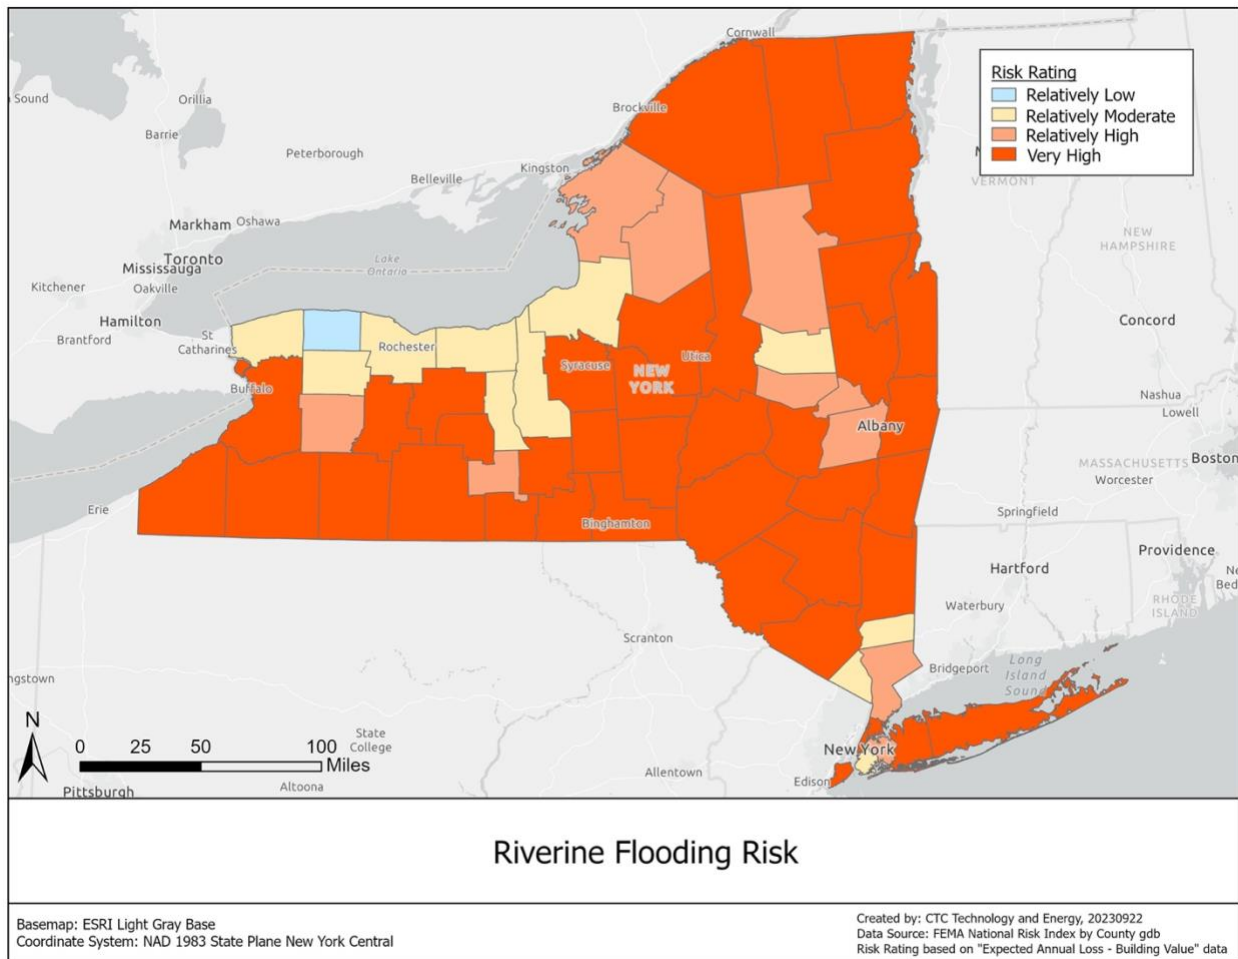 Cornwall
Sound
Orillia
Barrie
Brockville
Peterborough
Kingston
Belleville
Markham
Oshawa
Toronto
Mississauga
Oakville
Kitchener
Hamilton
Brantford
St
Catharines
Lake
Ontario
Rochester
Buffalo
Syracuse
Utica
NEW
YORK
Albany
Binghamton
Erie
VERMONT
NEW
HAMPSHIRE
Concord
Nashua
Lowell
Boston
MASSACHUSETTS
Worcester
Springfield
Providence
Hartford
RHODE
ISLAND
Waterbury
Bridgeport
Long
Island
Sound
Scranton
New York
Edison
Allentown
State
College
Altoona
Pittsburgh
Risk Rating
Relatively Low
Relatively Moderate
Relatively High
Very High
N
0 25 50 100
Miles
Riverine Flooding Risk
Basemap: ESRI Light Gray Base
Coordinate System: NAD 1983 State Plane New York Central
Created by: CTC Technology and Energy, 20230922
Data Source: FEMA National Risk Index by County gdb
Risk Rating based on "Expected Annual Loss - Building Value" data